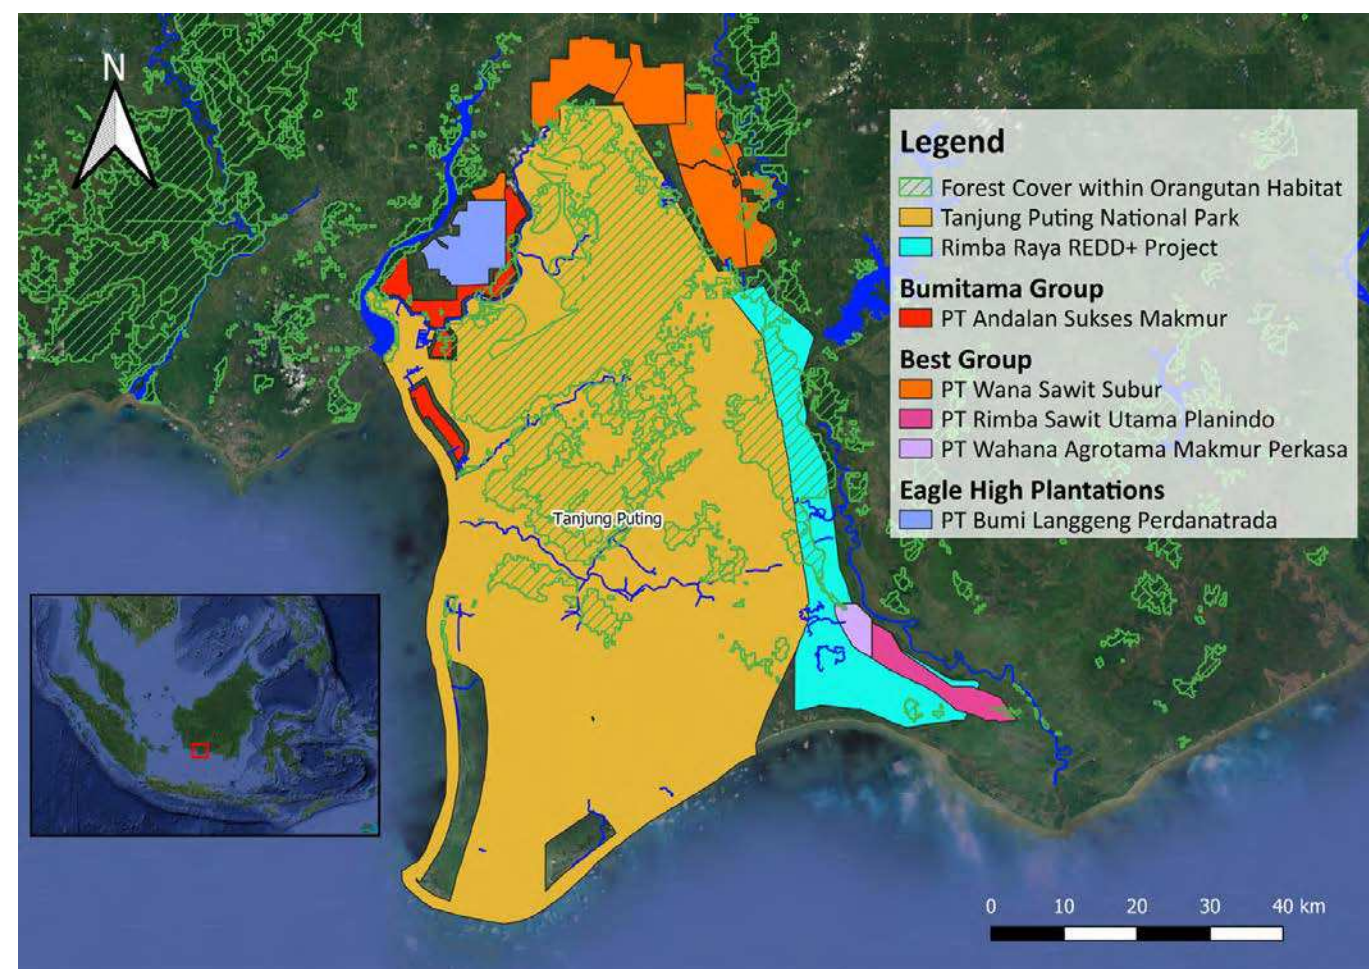 N
Legend
Forest Cover within Orangutan Habitat
Tanjung Puting National Park
Rimba Raya REDD+ Project
Bumitama Group
PT Andalan Sukses Makmur
Best Group
PT Wana Sawit Subur
PT Rimba Sawit Utama Planindo
PT Wahana Agrotama Makmur Perkasa
Eagle High Plantations
PT Bumi Langgeng Perdanatrada
Tanjung Puting
0 10 20 30 40 km